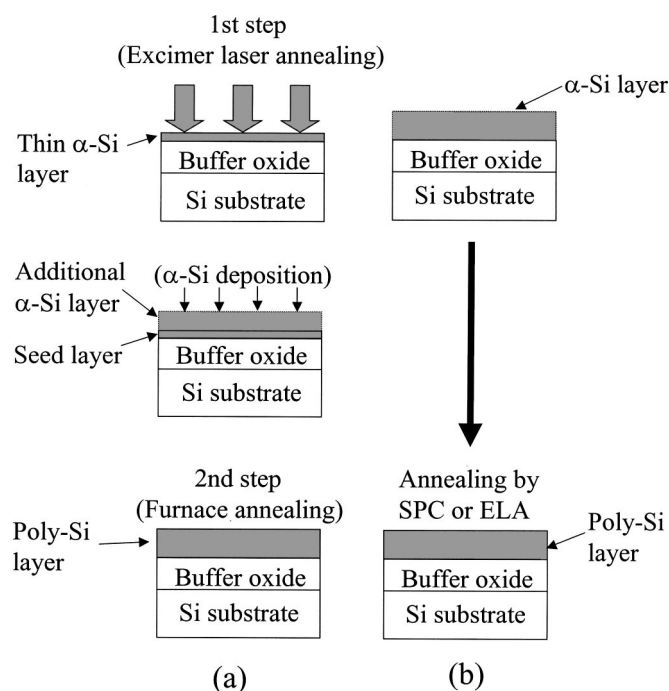 1st step
(Excimer laser annealing)
Thin α-Si
layer
Buffer oxide
Si substrate
Additional
α-Si layer
(α-Si deposition)
Seed layer
Buffer oxide
Si substrate
2nd step
(Furnace annealing)
Poly-Si
layer
Buffer oxide
Si substrate
(a)
α-Si layer
Buffer oxide
Si substrate
Annealing by
SPC or ELA
Poly-Si
layer
Buffer oxide
Si substrate
(b)